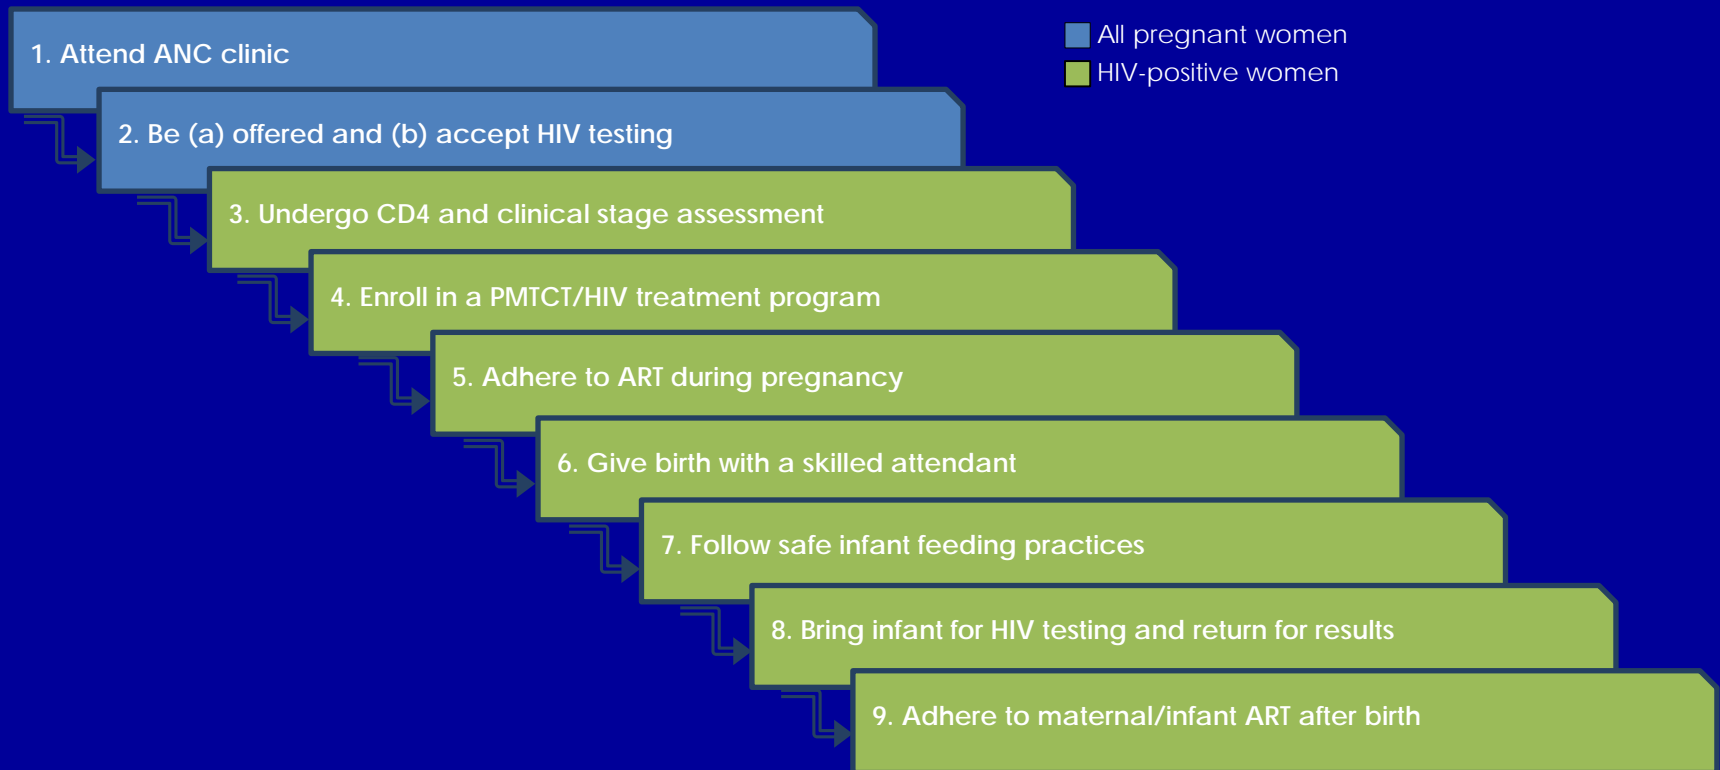 1. Attend ANC clinic
All pregnant women
HIV-positive women
2. Be (a) offered and (b) accept HIV testing
3. Undergo CD4 and clinical stage assessment
4. Enroll in a PMTCT/HIV treatment program
5. Adhere to ART during pregnancy
6. Give birth with a skilled attendant
7. Follow safe infant feeding practices
8. Bring infant for HIV testing and return for results
9. Adhere to maternal/infant ART after birth